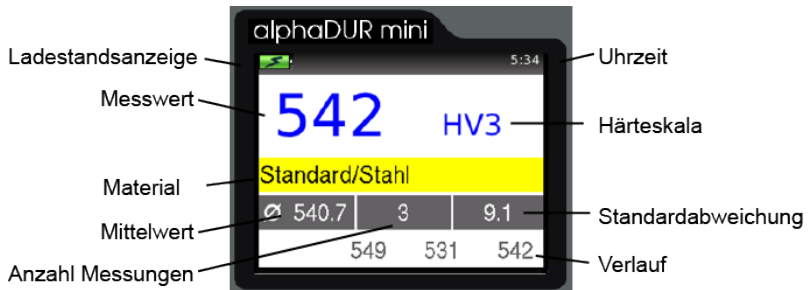 alphaDUR mini
Ladestandsanzeige
5:34
Uhrzeit
Messwert
542 HV3
Härteskala
Material
Standard/Stahl
Mittelwert
Ø 540.7 3 9.1
Standardabweichung
Anzahl Messungen
549 531 542
Verlauf